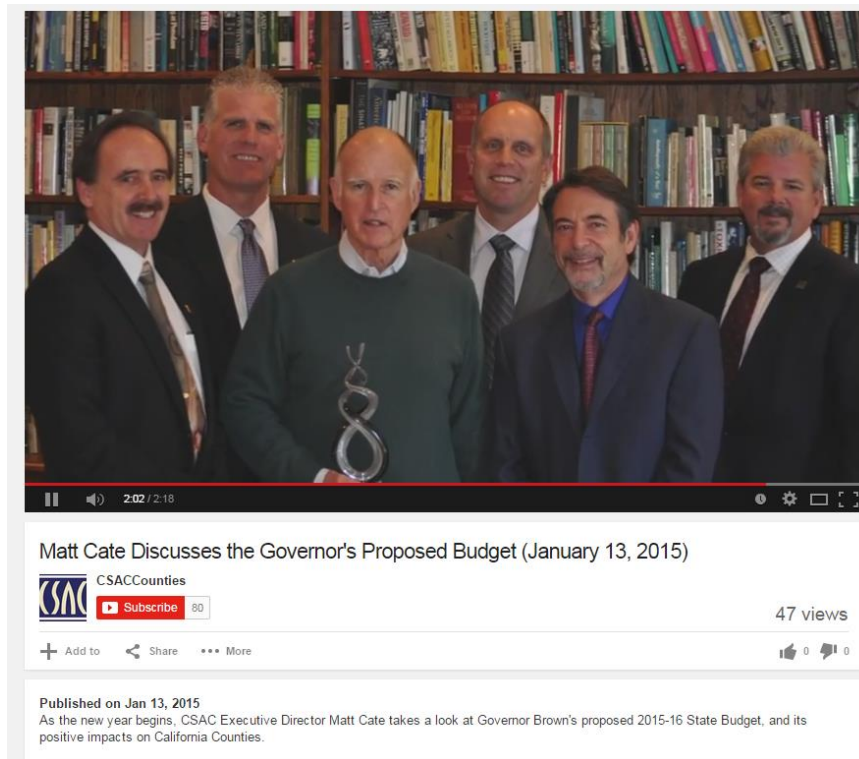 2:02 / 2:18
Matt Cate Discusses the Governor's Proposed Budget (January 13, 2015)
CSAC
CSACCounties
Subscribe 80
47 views
Add to Share More
0 0
Published on Jan 13, 2015
As the new year begins, CSAC Executive Director Matt Cate takes a look at Governor Brown's proposed 2015-16 State Budget, and its
positive impacts on California Counties.